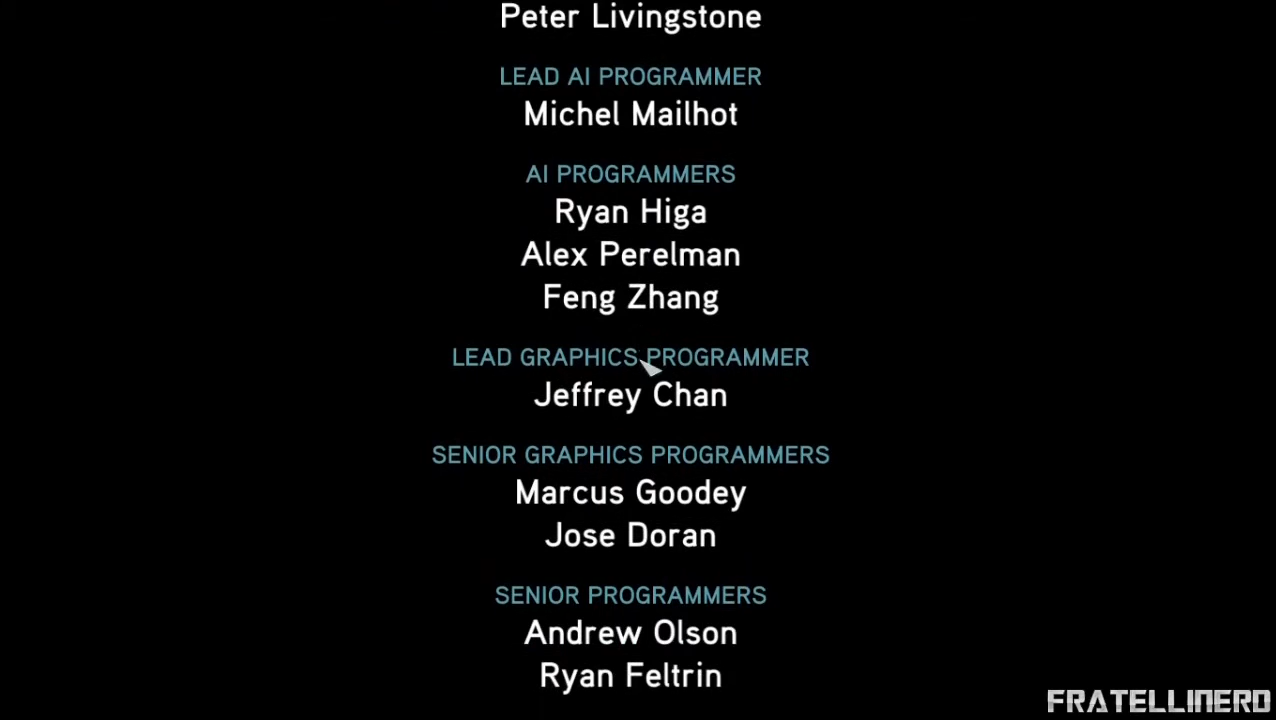 Peter Livingstone
LEAD AI PROGRAMMER
Michel Mailhot
AI PROGRAMMERS
Ryan Higa
Alex Perelman
Feng Zhang
LEAD GRAPHICS PROGRAMMER
Jeffrey Chan
SENIOR GRAPHICS PROGRAMMERS
Marcus Goodey
Jose Doran
SENIOR PROGRAMMERS
Andrew Olson
Ryan Feltrin
FRATELLINERD